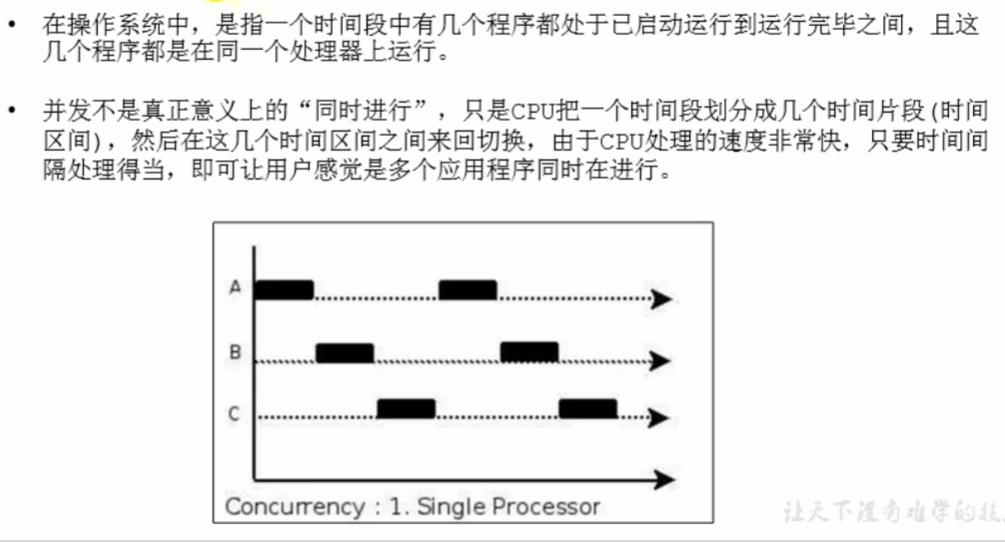 • 在操作系统中，是指一个时间段中有几个程序都处于已启动运行到运行完毕之间，且这
几个程序都是在同一个处理器上运行。
• 并发不是真正意义上的“同时进行”，只是CPU把一个时间段划分成几个时间片段(时间
区间)，然后在这几个时间区间之间来回切换，由于CPU处理的速度非常快，只要时间间
隔处理得当，即可让用户感觉是多个应用程序同时在进行。
A
B
C
Concurrency : 1. Single Processor
让天下没有难学的技